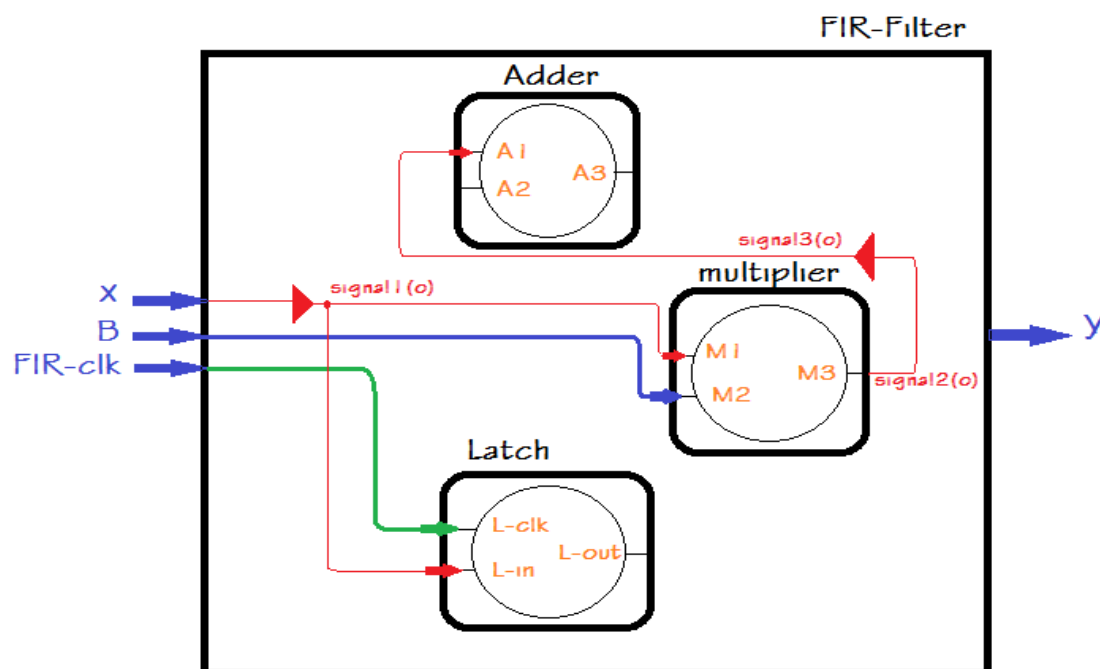 FIR-Filter
Adder
A1
A2
A3
signal3(0)
multiplier
x
signal1(0)
B
M1
FIR-clk
M3
signal2(0)
M2
y
Latch
L-clk
L-out
L-in